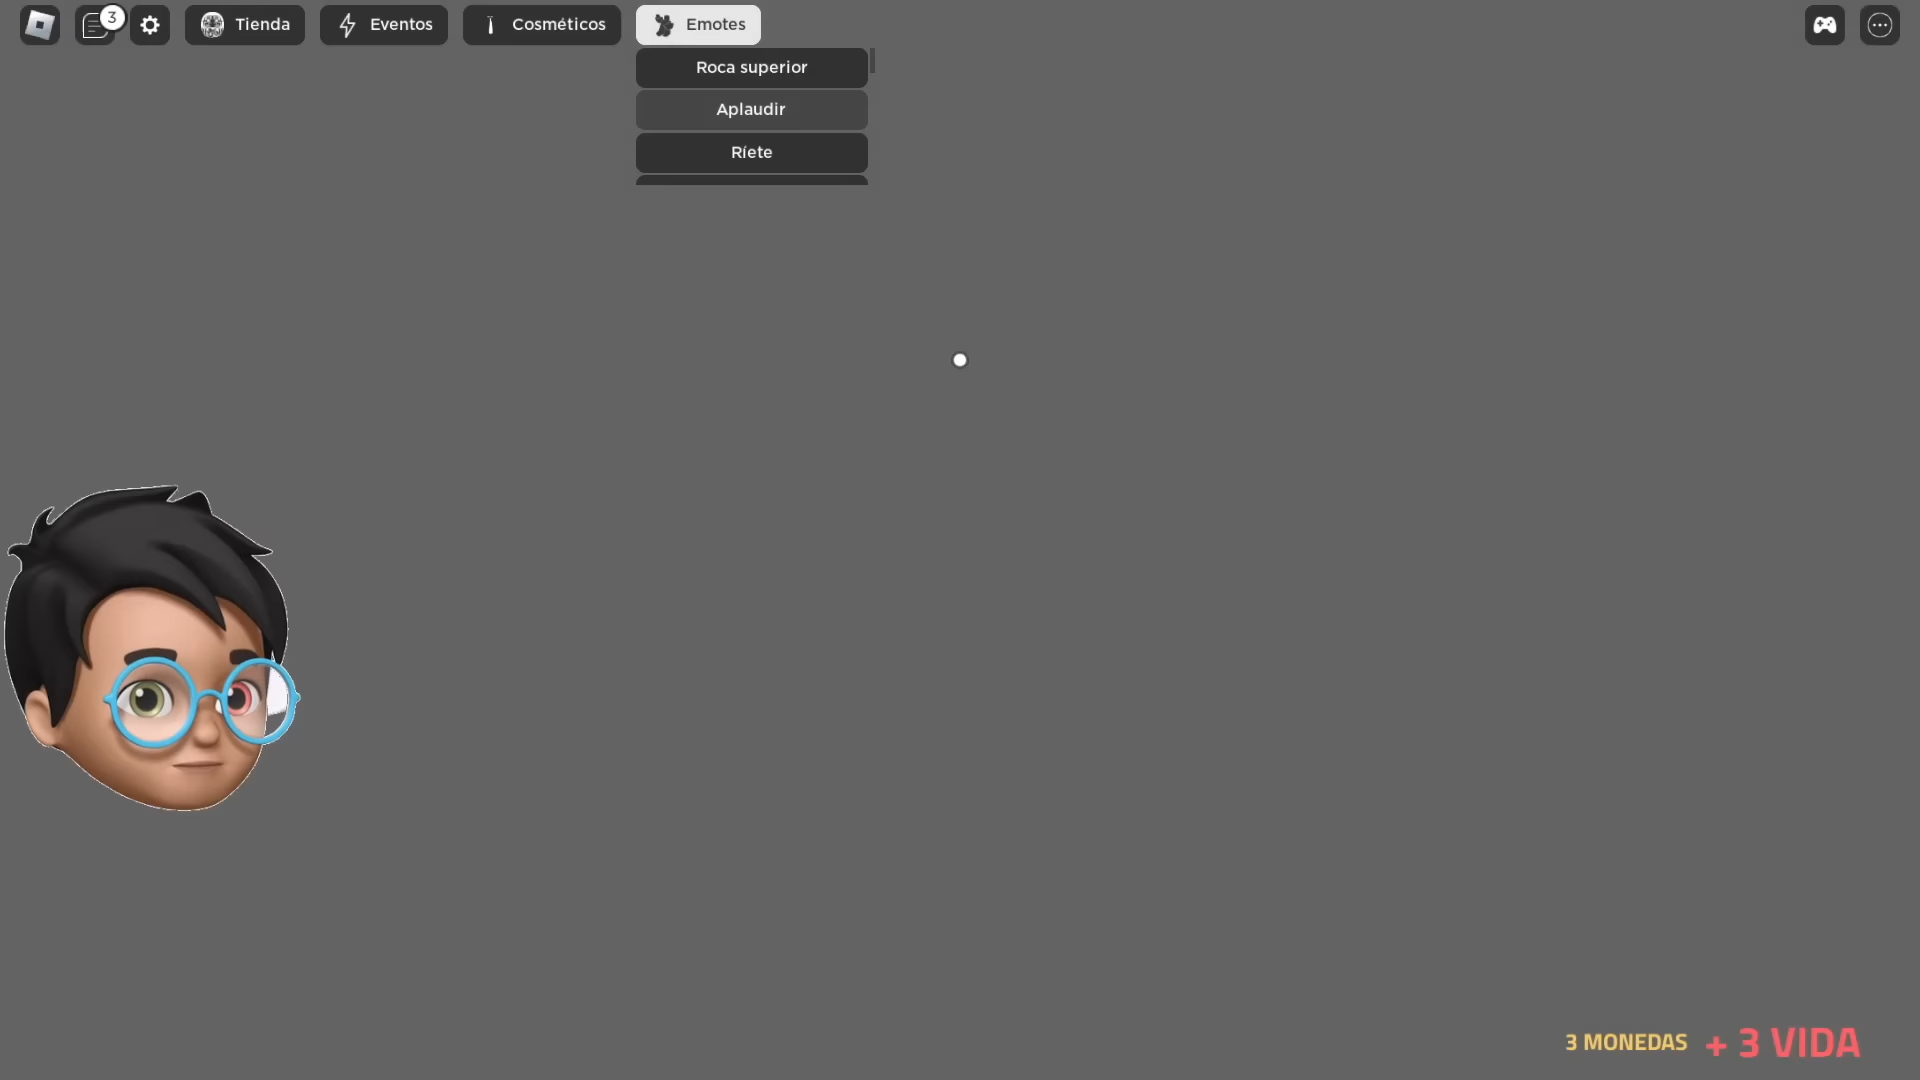 3
Tienda
Eventos
Cosméticos
Emotes
Roca superior
Aplaudir
Ríete
3 MONEDAS + 3 VIDA